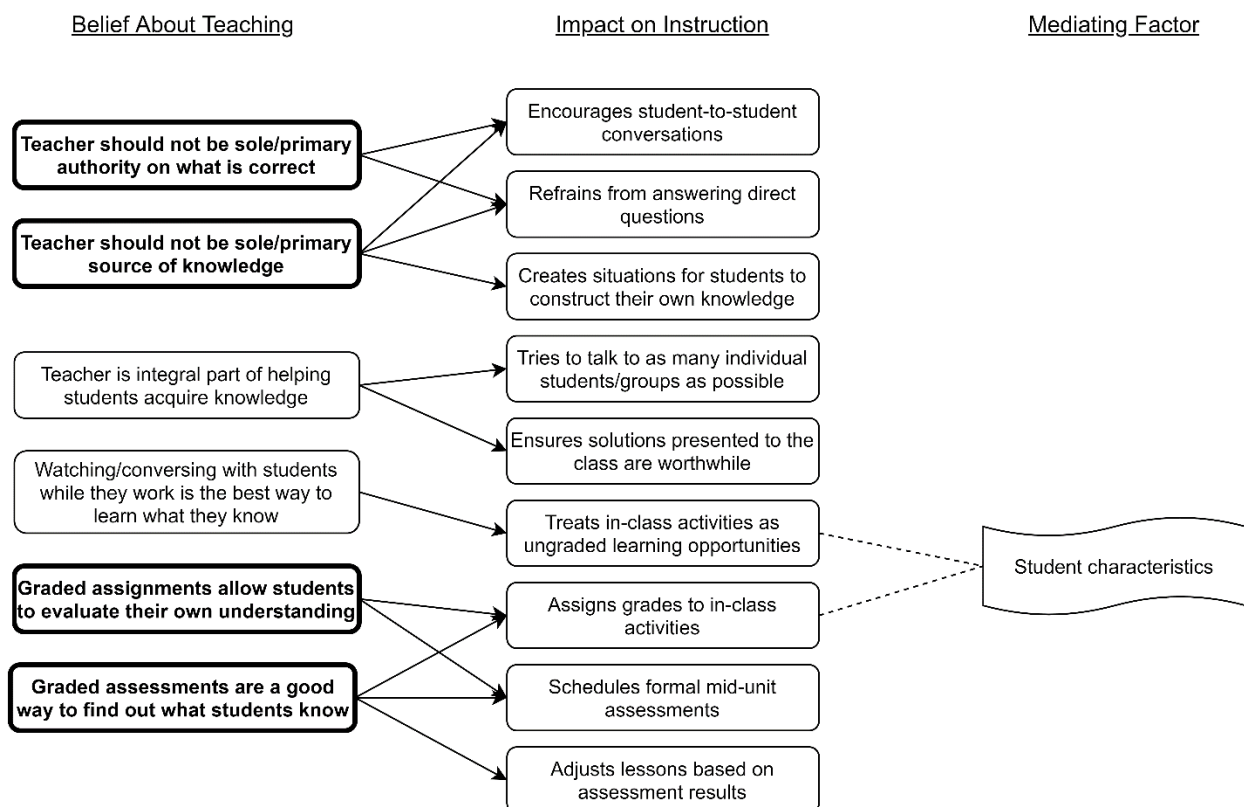 Belief About Teaching
Impact on Instruction
Mediating Factor
Teacher should not be sole/primary
authority on what is correct
Teacher should not be sole/primary
source of knowledge
Teacher is integral part of helping
students acquire knowledge
Watching/conversing with students
while they work is the best way to
learn what they know
Graded assignments allow students
to evaluate their own understanding
Graded assessments are a good
way to find out what students know
Encourages student-to-student
conversations
Refrains from answering direct
questions
Creates situations for students to
construct their own knowledge
Tries to talk to as many individual
students/groups as possible
Ensures solutions presented to the
class are worthwhile
Treats in-class activities as
ungraded learning opportunities
Assigns grades to in-class
activities
Schedules formal mid-unit
assessments
Adjusts lessons based on
assessment results
Student characteristics